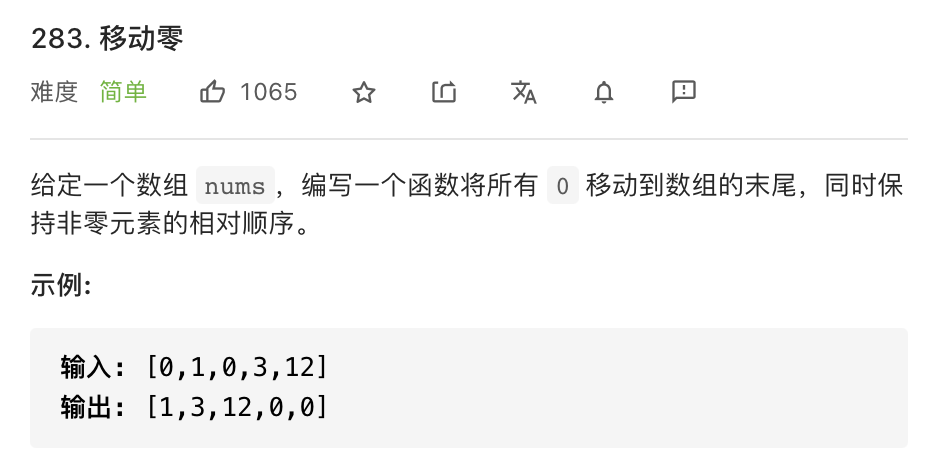 283. 移动零
难度 简单 1065
给定一个数组 nums，编写一个函数将所有 0 移动到数组的末尾，同时保
持非零元素的相对顺序。
示例:
输入: [0,1,0,3,12]
输出: [1,3,12,0,0]